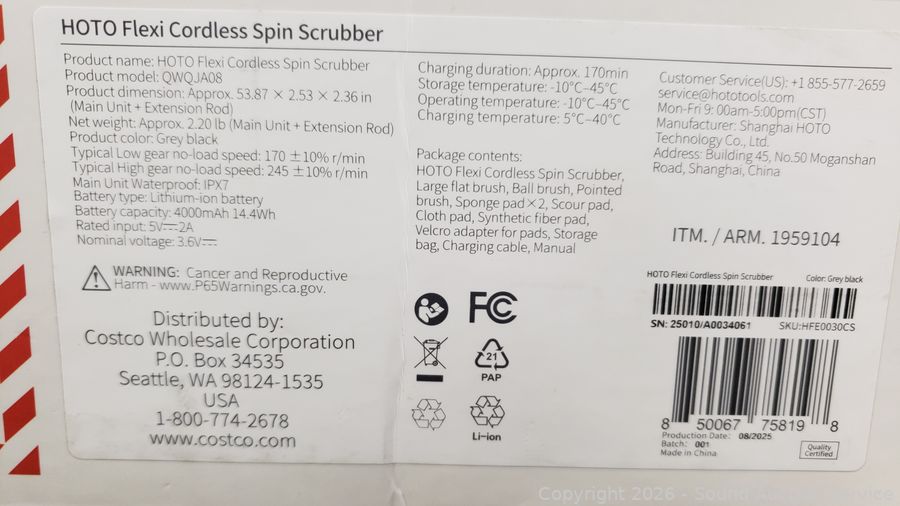 HOTO Flexi Cordless Spin Scrubber
Product name: HOTO Flexi Cordless Spin Scrubber
Product model: QWQJA08
Product dimension: Approx. 53.87 × 2.53 × 2.36 in
(Main Unit + Extension Rod)
Net weight: Approx. 2.20 lb (Main Unit + Extension Rod)
Product color: Grey black
Typical Low gear no-load speed: 170 ±10% r/min
Typical High gear no-load speed: 245 ±10% r/min
Main Unit Waterproof: IPX7
Battery type: Lithium-ion battery
Battery capacity: 4000mAh 14.4Wh
Rated input: 5V⎓2A
Nominal voltage: 3.6V⎓
WARNING: Cancer and Reproductive
Harm - www.P65Warnings.ca.gov.
Distributed by:
Costco Wholesale Corporation
P.O. Box 34535
Seattle, WA 98124-1535
USA
1-800-774-2678
www.costco.com
Charging duration: Approx. 170min
Storage temperature: -10°C~45°C
Operating temperature: -10°C~45°C
Charging temperature: 5°C~40°C
Package contents:
HOTO Flexi Cordless Spin Scrubber,
Large flat brush, Ball brush, Pointed
brush, Sponge pad×2, Scour pad,
Cloth pad, Synthetic fiber pad,
Velcro adapter for pads, Storage
bag, Charging cable, Manual
FC
21
PAP
Li-ion
Customer Service(US): +1 855-577-2659
service@hototools.com
Mon-Fri 9: 00am-5:00pm(CST)
Manufacturer: Shanghai HOTO
Technology Co., Ltd.
Address: Building 45, No.50 Moganshan
Road, Shanghai, China
ITM. / ARM. 1959104
HOTO Flexi Cordless Spin Scrubber Color: Grey black
SN: 25010/A0034061 SKU:HFE0030CS
8 50067 75819 8
Production Date: 08/2025
Batch: 001
Made in China
Quality
Certified
Copyright 2026 - Sound Auction Service